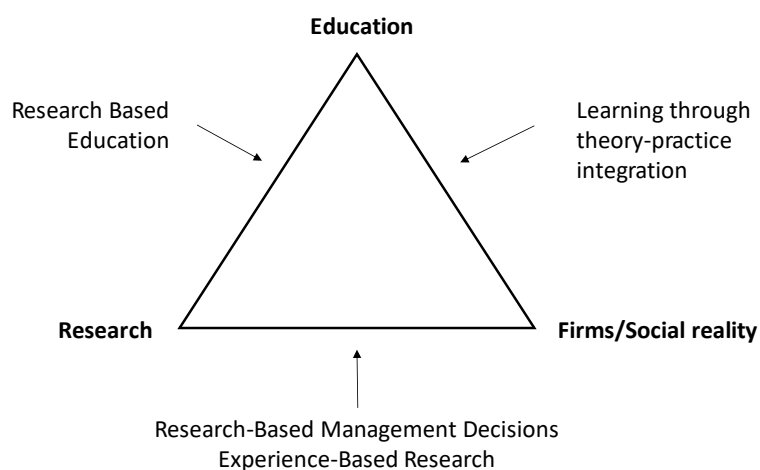 Education
Research Based
Education
Learning through
theory-practice
integration
Research
Firms/Social reality
Research-Based Management Decisions
Experience-Based Research